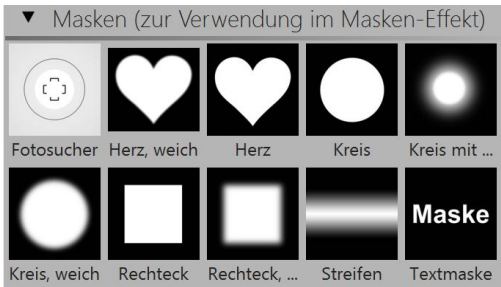 ▼ Masken (zur Verwendung im Masken-Effekt)
Fotosucher Herz, weich Herz Kreis Kreis mit ...
Maske
Kreis, weich Rechteck Rechteck, ... Streifen Textmaske